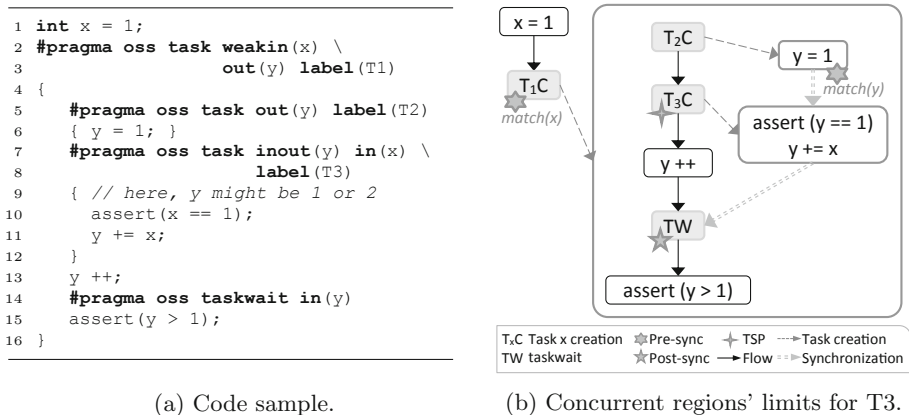 1 int x = 1;
2 #pragma oss task weakin(x) \
3 out(y) label(T1)
4 {
5 #pragma oss task out(y) label(T2)
6 { y = 1; }
7 #pragma oss task inout(y) in(x) \
8 label(T3)
9 { // here, y might be 1 or 2
10 assert(x == 1);
11 y += x;
12 }
13 y ++;
14 #pragma oss taskwait in(y)
15 assert(y > 1);
16 }
(a) Code sample.
x = 1
T₁C
match(x)
T₂C
y = 1
match(y)
T₃C
assert (y == 1)
y += x
y ++
TW
assert (y > 1)
TₓC Task x creation Pre-sync TSP Task creation
TW taskwait Post-sync Flow Synchronization
(b) Concurrent regions' limits for T3.